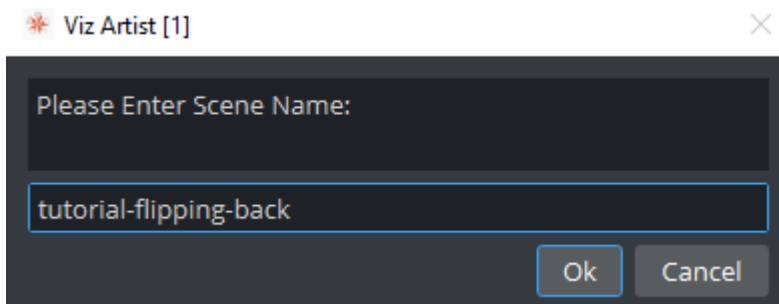 Viz Artist [1]
Please Enter Scene Name:
tutorial-flipping-back
Ok Cancel